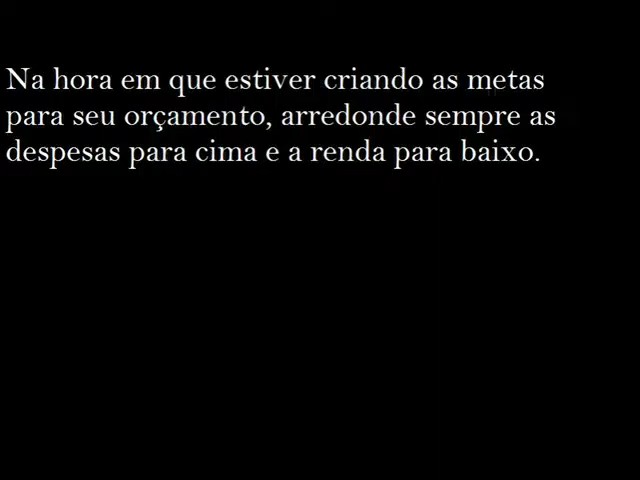 Na hora em que estiver criando as metas
para seu orçamento, arredonde sempre as
despesas para cima e a renda para baixo.